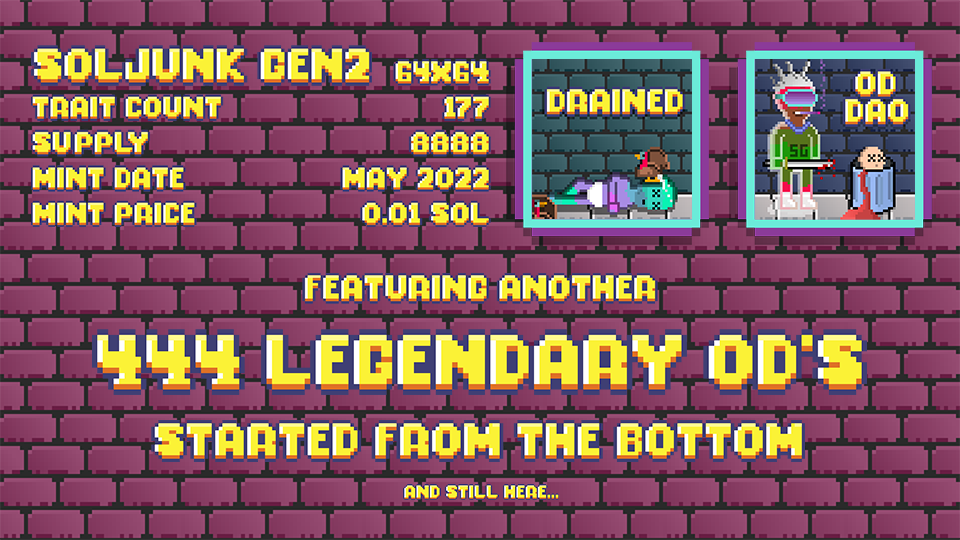 SOLJUNK GEN2 64X64
TRAIT COUNT 177
SUPPLY 8888
MINT DATE MAY 2022
MINT PRICE 0.01 SOL
DRAINED
OD
DAO
SG
FEATURING ANOTHER
444 LEGENDARY OD'S
STARTED FROM THE BOTTOM
AND STILL HERE...